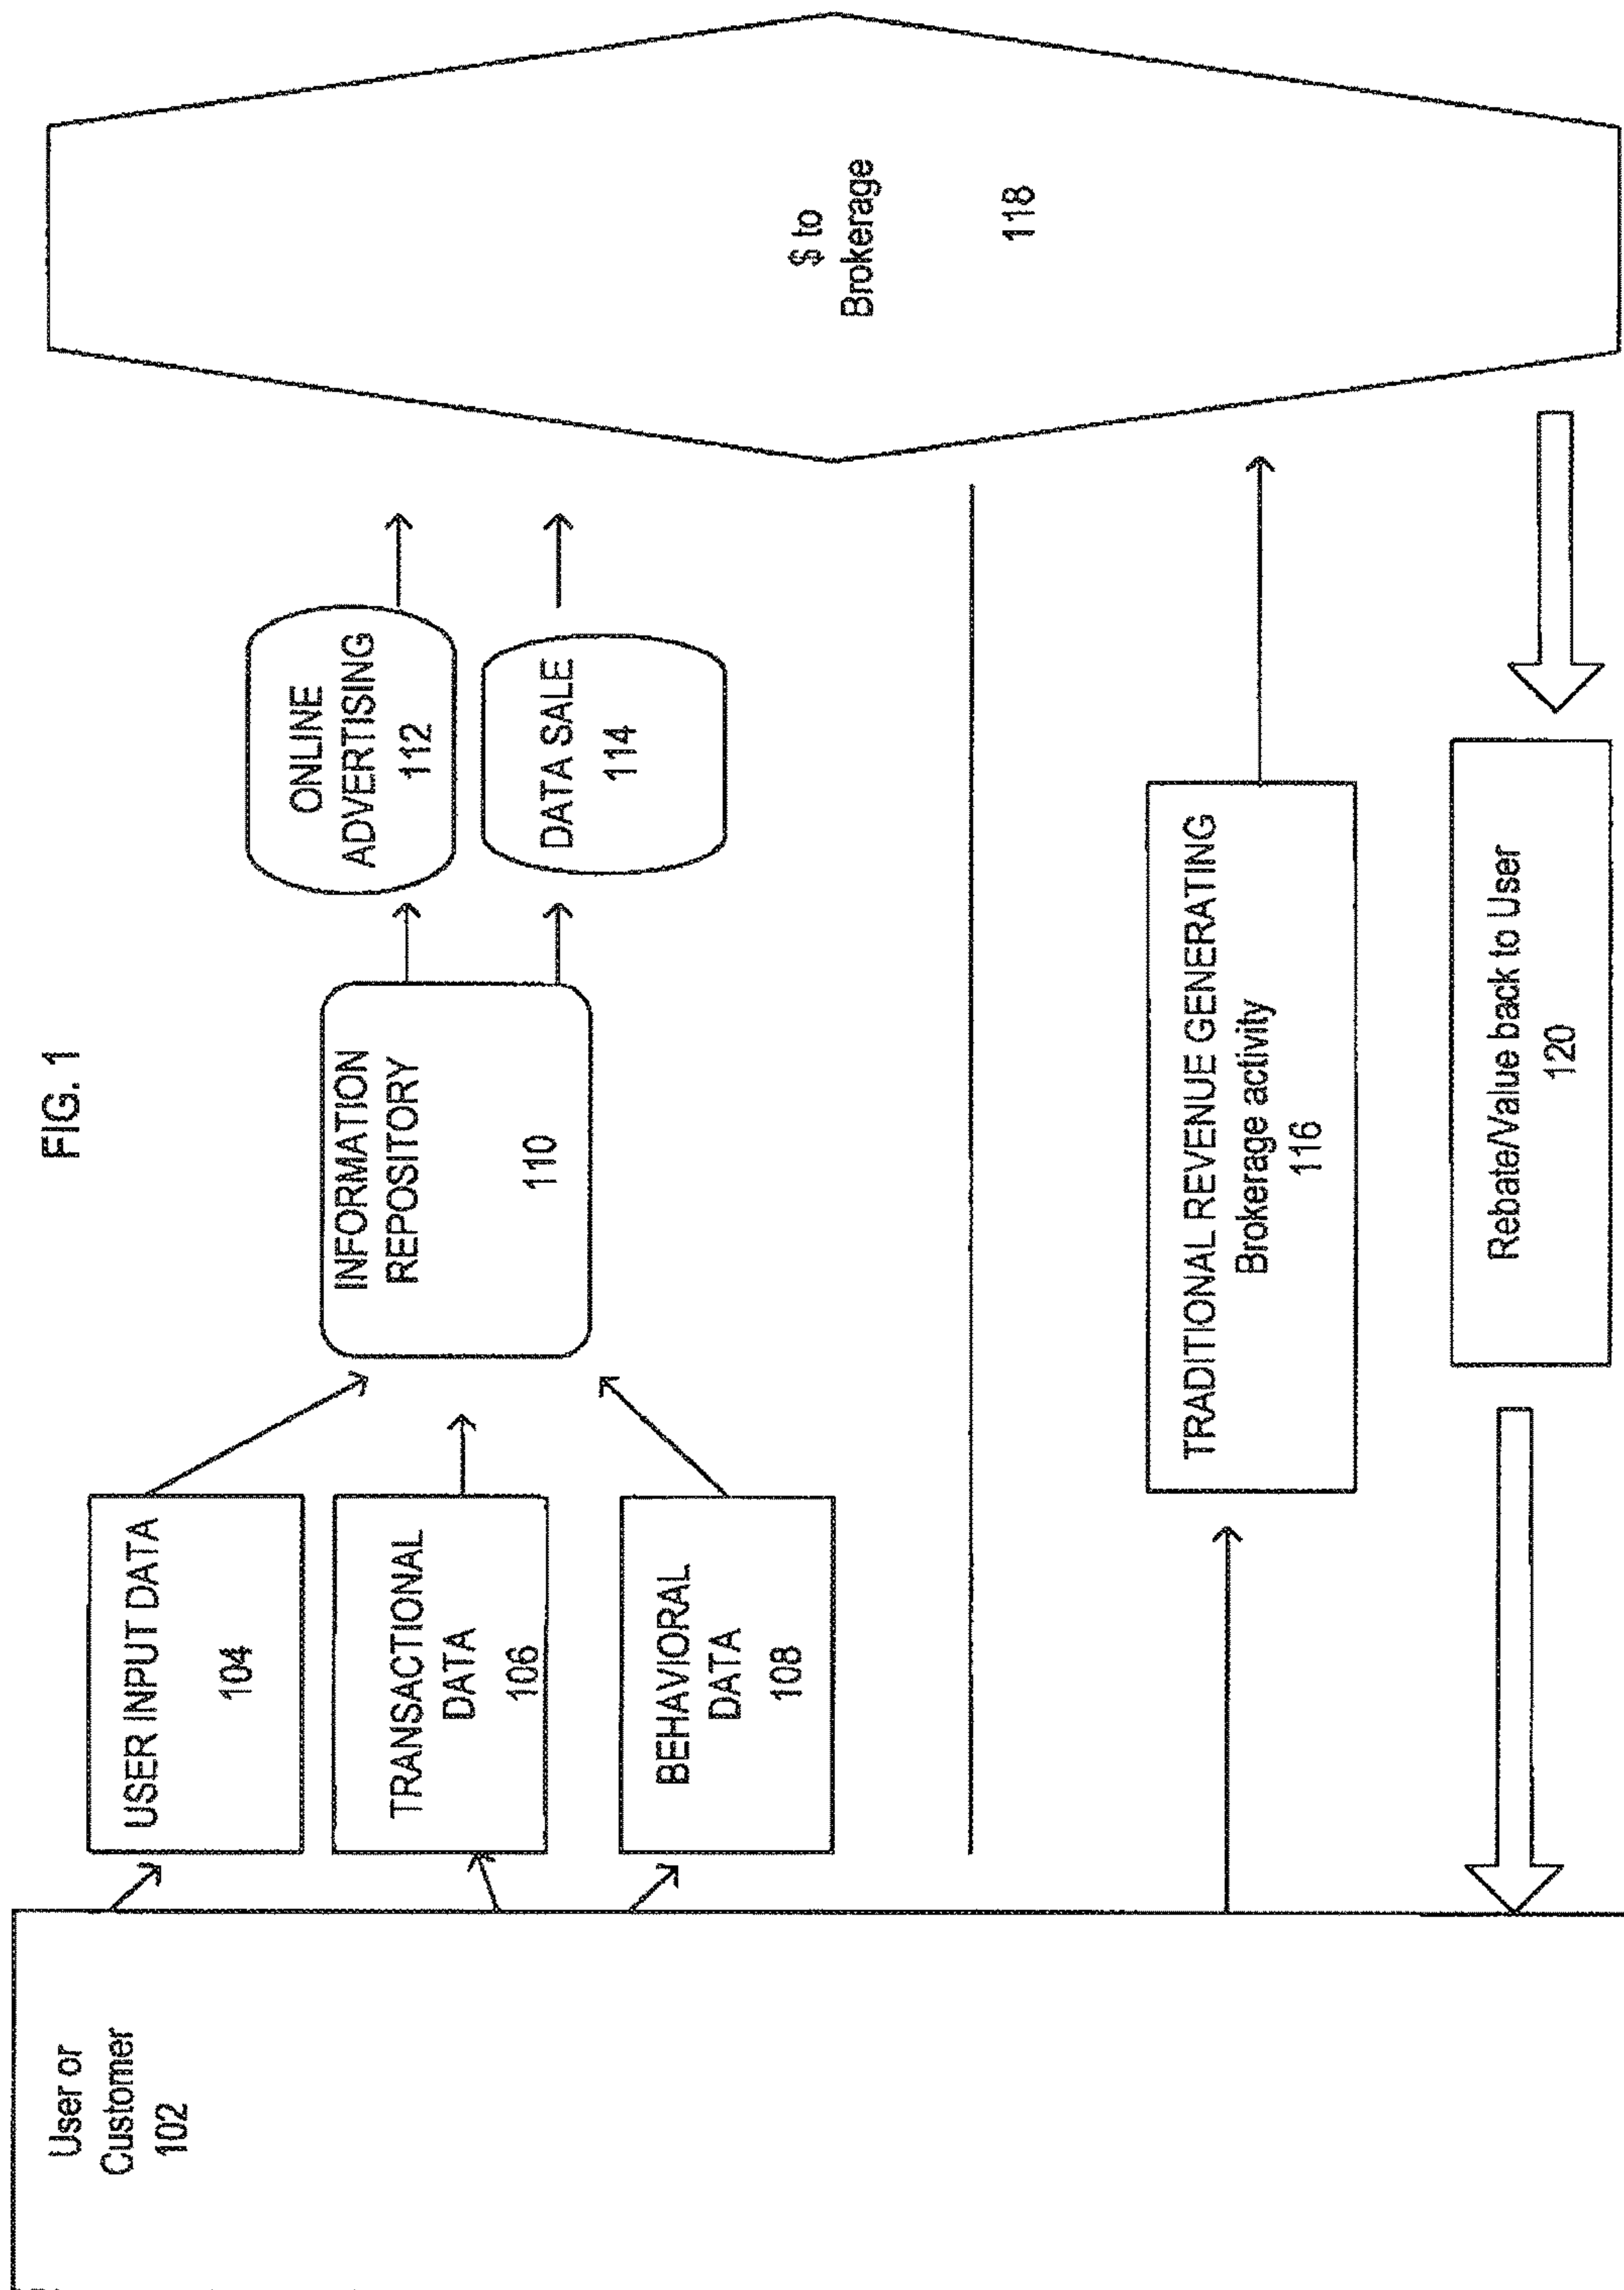 FIG. 1
User or
Customer
102
USER INPUT DATA
104
TRANSACTIONAL
DATA
106
BEHAVIORAL
DATA
108
INFORMATION
REPOSITORY
110
ONLINE
ADVERTISING
112
DATA SALE
114
$ to
Brokerage
118
TRADITIONAL REVENUE GENERATING
Brokerage activity
116
Rebate/Value back to User
120